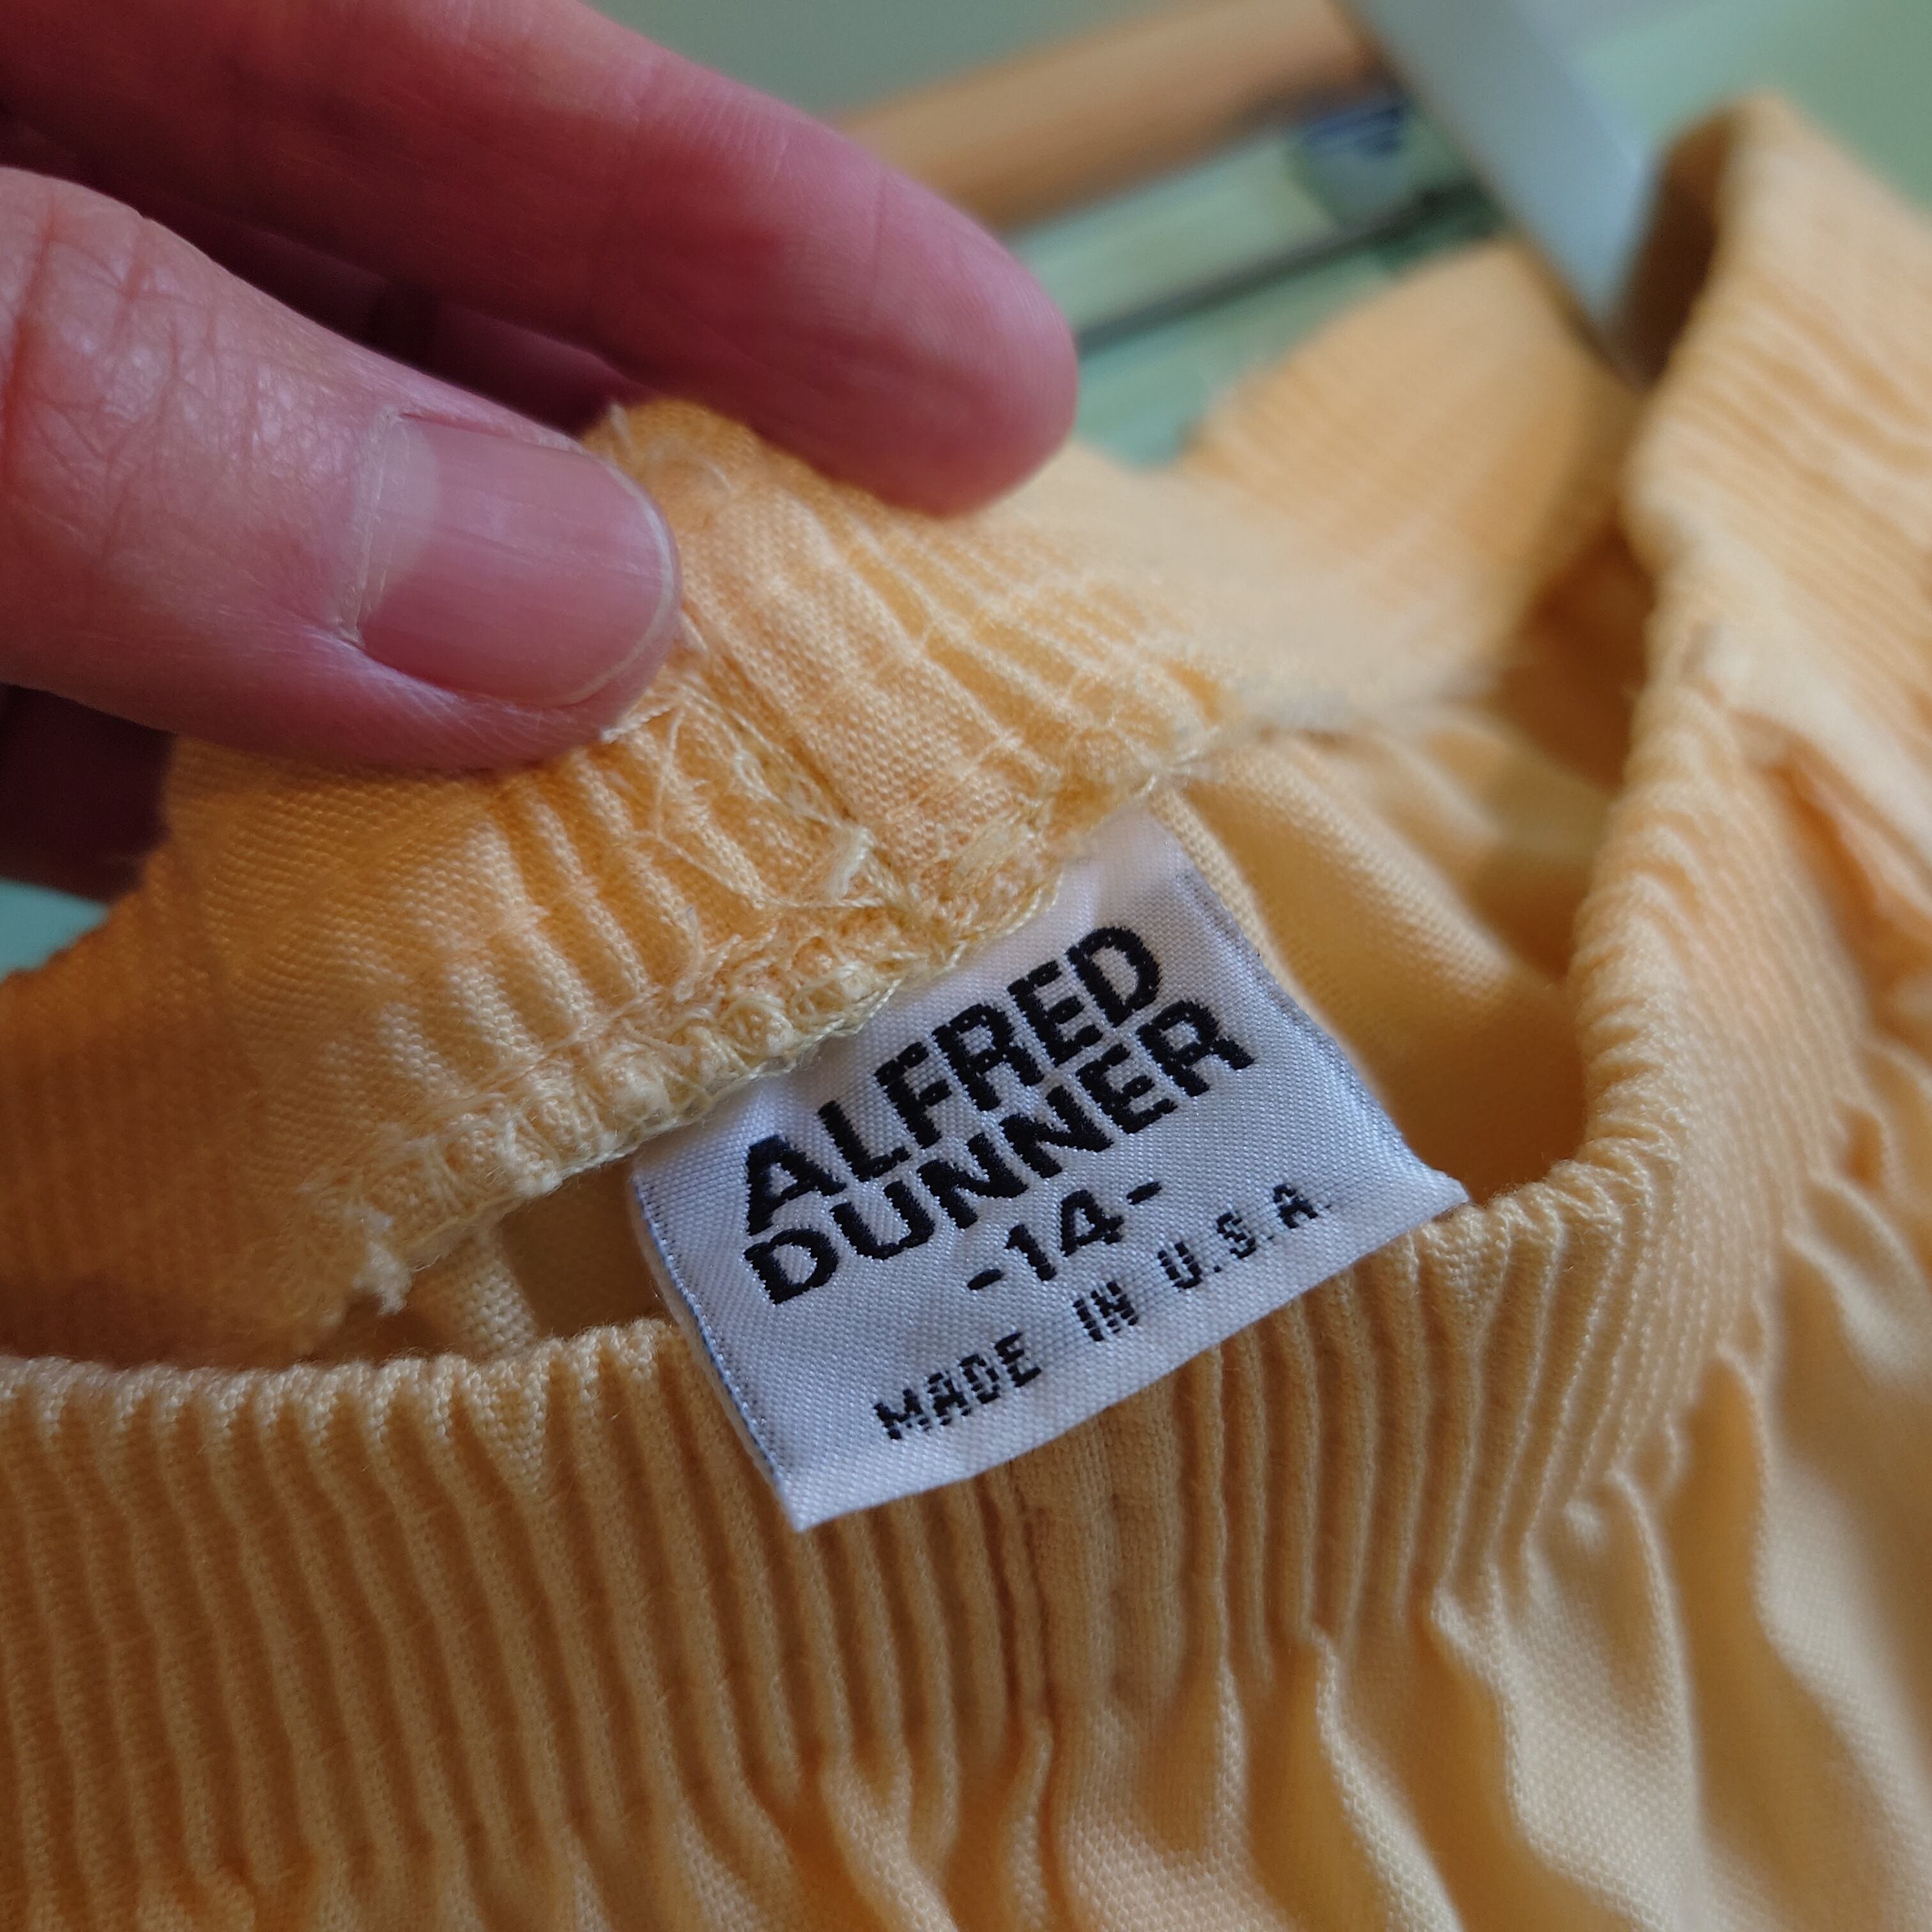 ALFRED
DUNNER
-14-
MADE IN U.S.A.